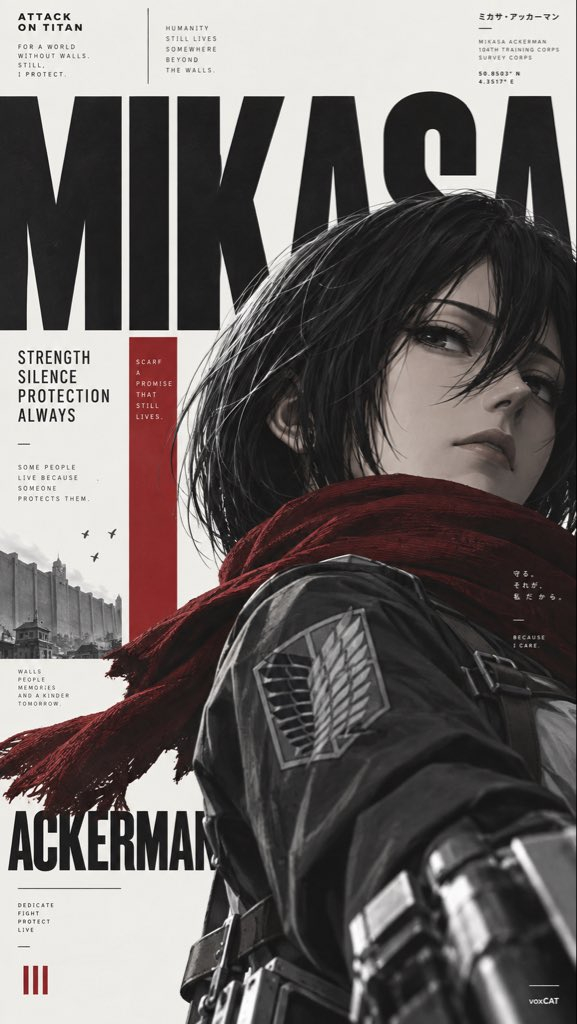 ATTACK
ON TITAN
FOR A WORLD
WITHOUT WALLS.
STILL,
I PROTECT.
HUMANITY
STILL LIVES
SOMEWHERE
BEYOND
THE WALLS.
ミカサ・アッカーマン
MIKASA ACKERMAN
104TH TRAINING CORPS
SURVEY CORPS
50.8503° N
4.3517° E
MIKASA
STRENGTH
SILENCE
PROTECTION
ALWAYS
SCARF
A
PROMISE
THAT
STILL
LIVES.
SOME PEOPLE
LIVE BECAUSE
SOMEONE
PROTECTS THEM.
守る。
それが、
私だから。
BECAUSE
I CARE.
WALLS
PEOPLE
MEMORIES
AND A KINDER
TOMORROW.
ACKERMAN
DEDICATE
FIGHT
PROTECT
LIVE
III
voxCAT